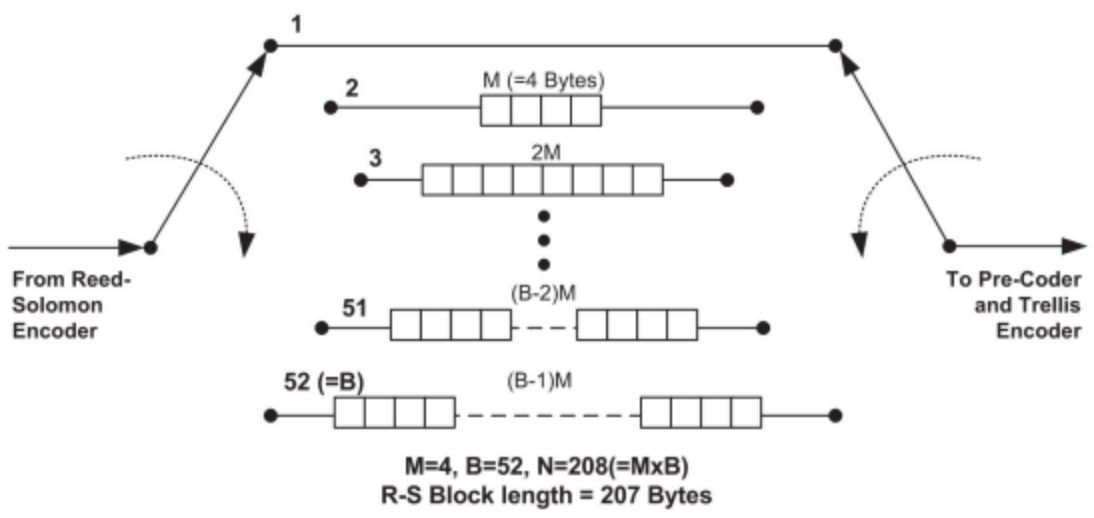 1
2
M (=4 Bytes)
3
2M
From Reed-
Solomon
Encoder
To Pre-Coder
and Trellis
Encoder
51
(B-2)M
52 (=B)
(B-1)M
M=4, B=52, N=208(=MxB)
R-S Block length = 207 Bytes